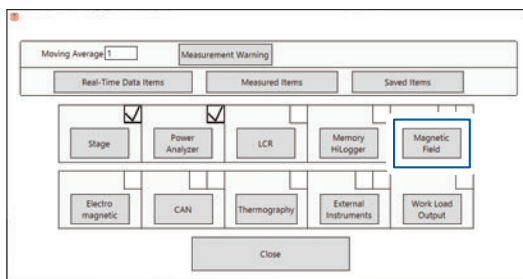 Moving Average 1 Measurement Warning
Real-Time Data Items Measured Items Saved Items
Stage Power Analyzer LCR Memory HiLogger Magnetic Field
Electro magnetic CAN Thermography External Instruments Work Load Output
Close